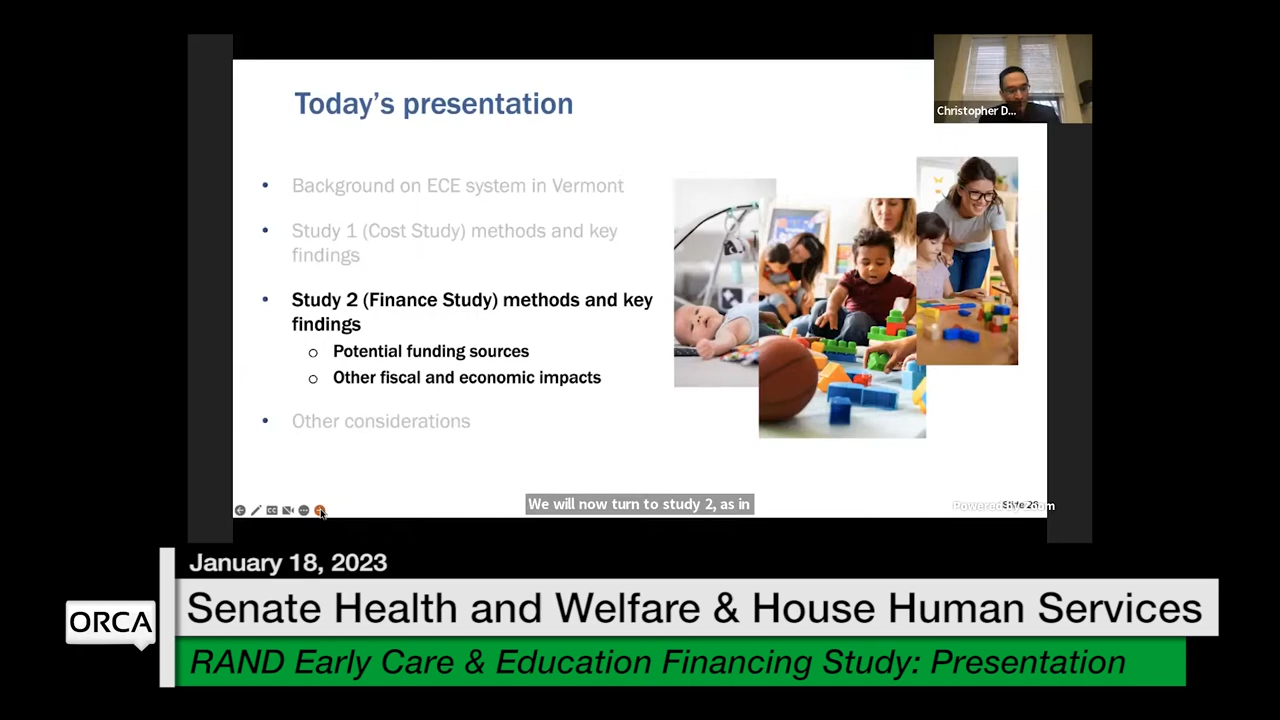 Today's presentation
Christopher D...
• Background on ECE system in Vermont
• Study 1 (Cost Study) methods and key
findings
• Study 2 (Finance Study) methods and key
findings
o Potential funding sources
o Other fiscal and economic impacts
• Other considerations
We will now turn to study 2, as in
Powered by Zoom
January 18, 2023
Senate Health and Welfare & House Human Services
ORCA
RAND Early Care & Education Financing Study: Presentation